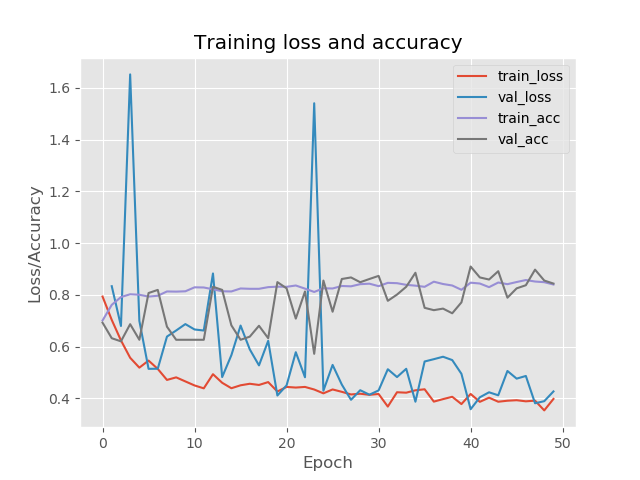 Training loss and accuracy
train_loss
val_loss
train_acc
val_acc
Loss/Accuracy
1.6
1.4
1.2
1.0
0.8
0.6
0.4
0
10
20
30
40
50
Epoch